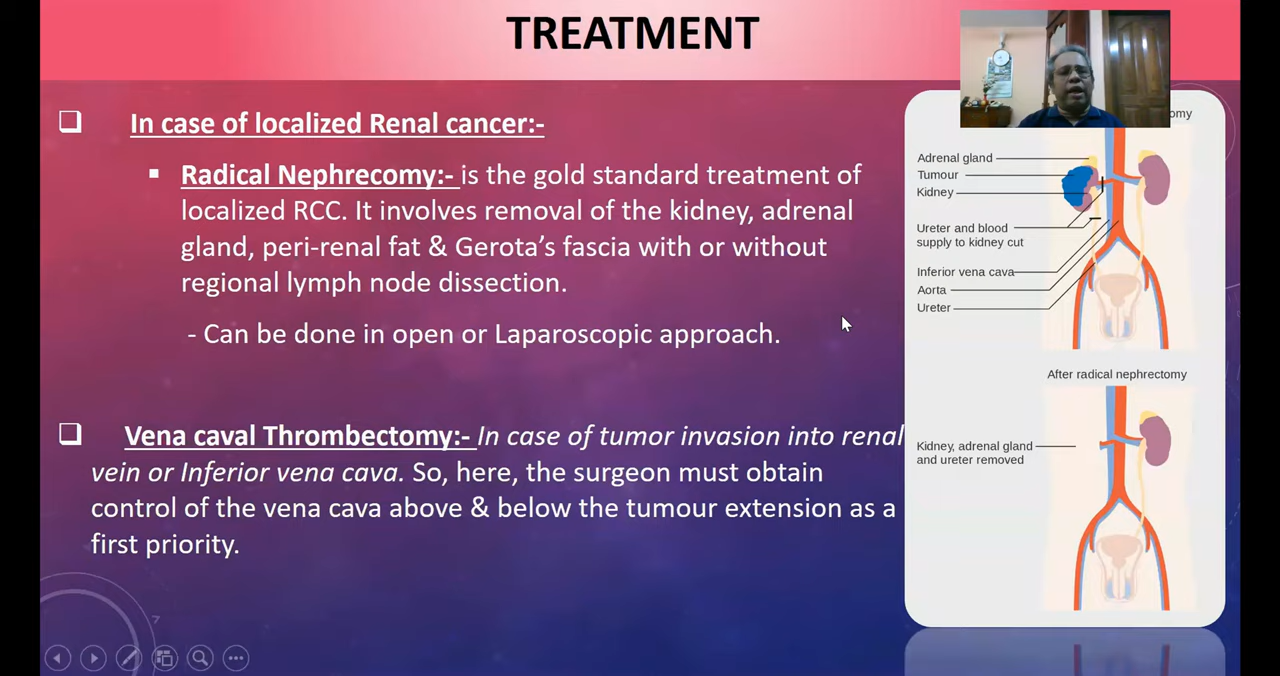 TREATMENT
In case of localized Renal cancer:-
Radical Nephrecomy:- is the gold standard treatment of
localized RCC. It involves removal of the kidney, adrenal
gland, peri-renal fat & Gerota’s fascia with or without
regional lymph node dissection.
- Can be done in open or Laparoscopic approach.
Vena caval Thrombectomy:- In case of tumor invasion into renal
vein or Inferior vena cava. So, here, the surgeon must obtain
control of the vena cava above & below the tumour extension as a
first priority.
omy
Adrenal gland
Tumour
Kidney
Ureter and blood
supply to kidney cut
Inferior vena cava
Aorta
Ureter
After radical nephrectomy
Kidney, adrenal gland
and ureter removed
7